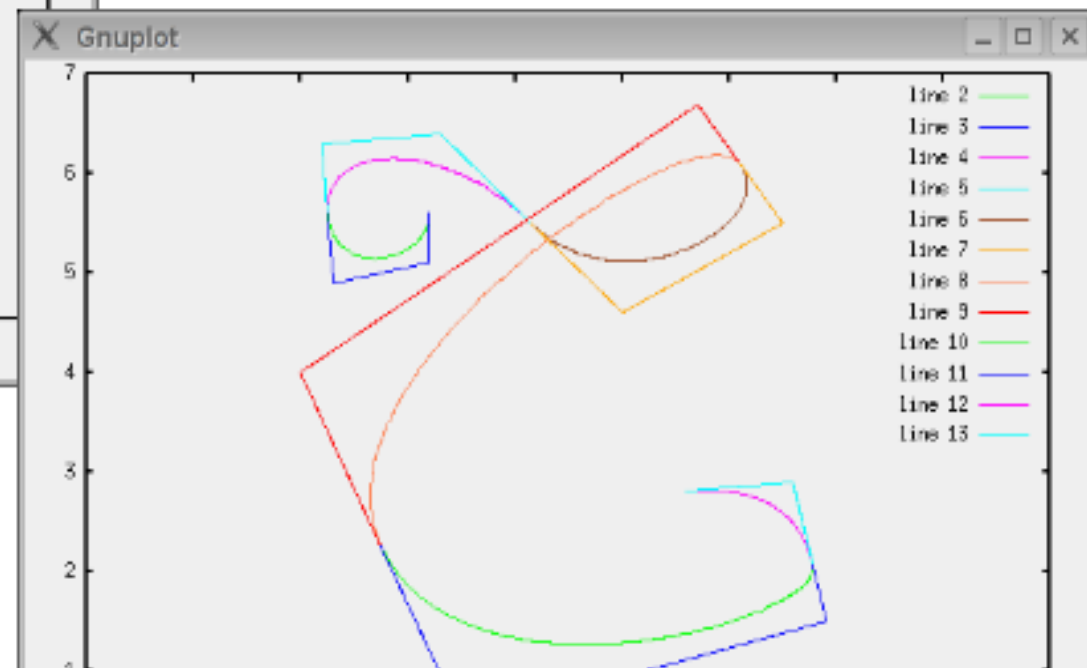 Gnuplot
7
line 2
line 3
line 4
6
line 5
line 6
line 7
5
line 8
line 9
line 10
4
line 11
line 12
line 13
3
2